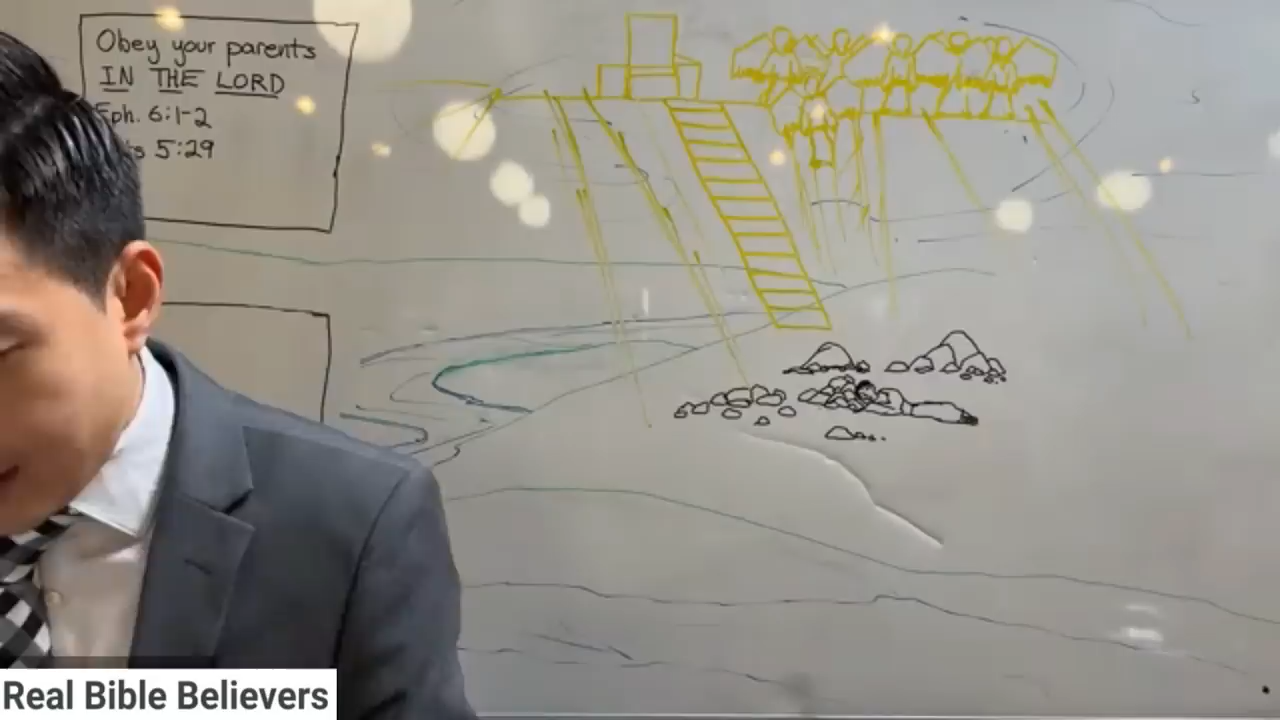 Obey your parents
IN THE LORD
Eph. 6:1-2
5:29
Real Bible Believers